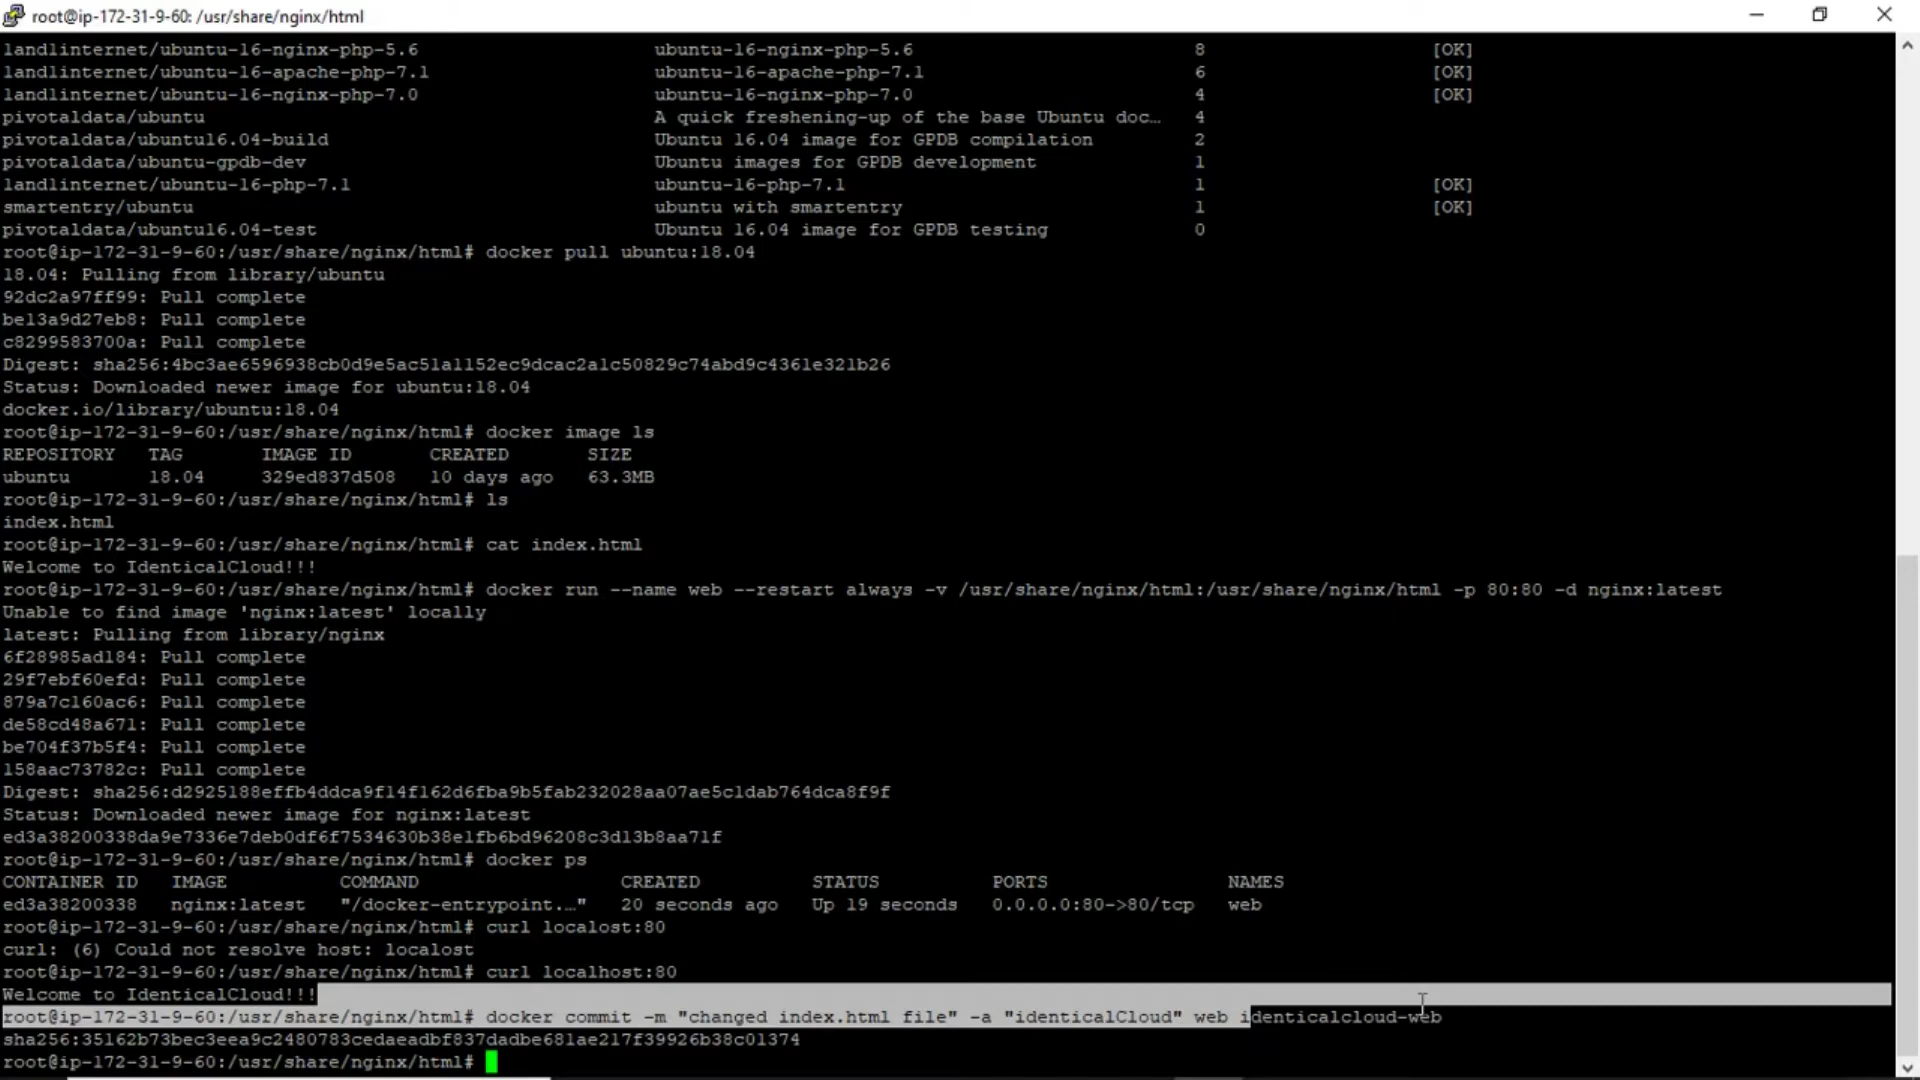 root@ip-172-31-9-60: /usr/share/nginx/html
1and1internet/ubuntu-16-nginx-php-5.6 ubuntu-16-nginx-php-5.6 8 [OK]
1and1internet/ubuntu-16-apache-php-7.1 ubuntu-16-apache-php-7.1 6 [OK]
1and1internet/ubuntu-16-nginx-php-7.0 ubuntu-16-nginx-php-7.0 4 [OK]
pivotaldata/ubuntu A quick freshening-up of the base Ubuntu doc… 4
pivotaldata/ubuntu16.04-build Ubuntu 16.04 image for GPDB compilation 2
pivotaldata/ubuntu-gpdb-dev Ubuntu images for GPDB development 1
1and1internet/ubuntu-16-php-7.1 ubuntu-16-php-7.1 1 [OK]
smartentry/ubuntu ubuntu with smartentry 1 [OK]
pivotaldata/ubuntu16.04-test Ubuntu 16.04 image for GPDB testing 0
root@ip-172-31-9-60:/usr/share/nginx/html# docker pull ubuntu:18.04
18.04: Pulling from library/ubuntu
92dc2a97ff99: Pull complete
be13a9d27eb8: Pull complete
c8299583700a: Pull complete
Digest: sha256:4bc3ae6596938cb0d9e5ac51a1152ec9dcac2a1c50829c74abd9c4361e321b26
Status: Downloaded newer image for ubuntu:18.04
docker.io/library/ubuntu:18.04
root@ip-172-31-9-60:/usr/share/nginx/html# docker image ls
REPOSITORY TAG IMAGE ID CREATED SIZE
ubuntu 18.04 329ed837d508 10 days ago 63.3MB
root@ip-172-31-9-60:/usr/share/nginx/html# ls
index.html
root@ip-172-31-9-60:/usr/share/nginx/html# cat index.html
Welcome to IdenticalCloud!!!
root@ip-172-31-9-60:/usr/share/nginx/html# docker run --name web --restart always -v /usr/share/nginx/html:/usr/share/nginx/html -p 80:80 -d nginx:latest
Unable to find image 'nginx:latest' locally
latest: Pulling from library/nginx
6f28985ad184: Pull complete
29f7ebf60efd: Pull complete
879a7c160ac6: Pull complete
de58cd48a671: Pull complete
be704f37b5f4: Pull complete
158aac73782c: Pull complete
Digest: sha256:d2925188effb4ddca9f14f162d6fba9b5fab232028aa07ae5c1dab764dca8f9f
Status: Downloaded newer image for nginx:latest
ed3a38200338da9e7336e7deb0df6f7534630b38e1fb6bd96208c3d13b8aa71f
root@ip-172-31-9-60:/usr/share/nginx/html# docker ps
CONTAINER ID IMAGE COMMAND CREATED STATUS PORTS NAMES
ed3a38200338 nginx:latest "/docker-entrypoint.…" 20 seconds ago Up 19 seconds 0.0.0.0:80->80/tcp web
root@ip-172-31-9-60:/usr/share/nginx/html# curl localost:80
curl: (6) Could not resolve host: localost
root@ip-172-31-9-60:/usr/share/nginx/html# curl localhost:80
Welcome to IdenticalCloud!!!
root@ip-172-31-9-60:/usr/share/nginx/html# docker commit -m "changed index.html file" -a "identicalCloud" web identicalcloud-web
sha256:35162b73bec3eea9c2480783cedaeadbf837dadbe681ae217f39926b38c01374
root@ip-172-31-9-60:/usr/share/nginx/html#